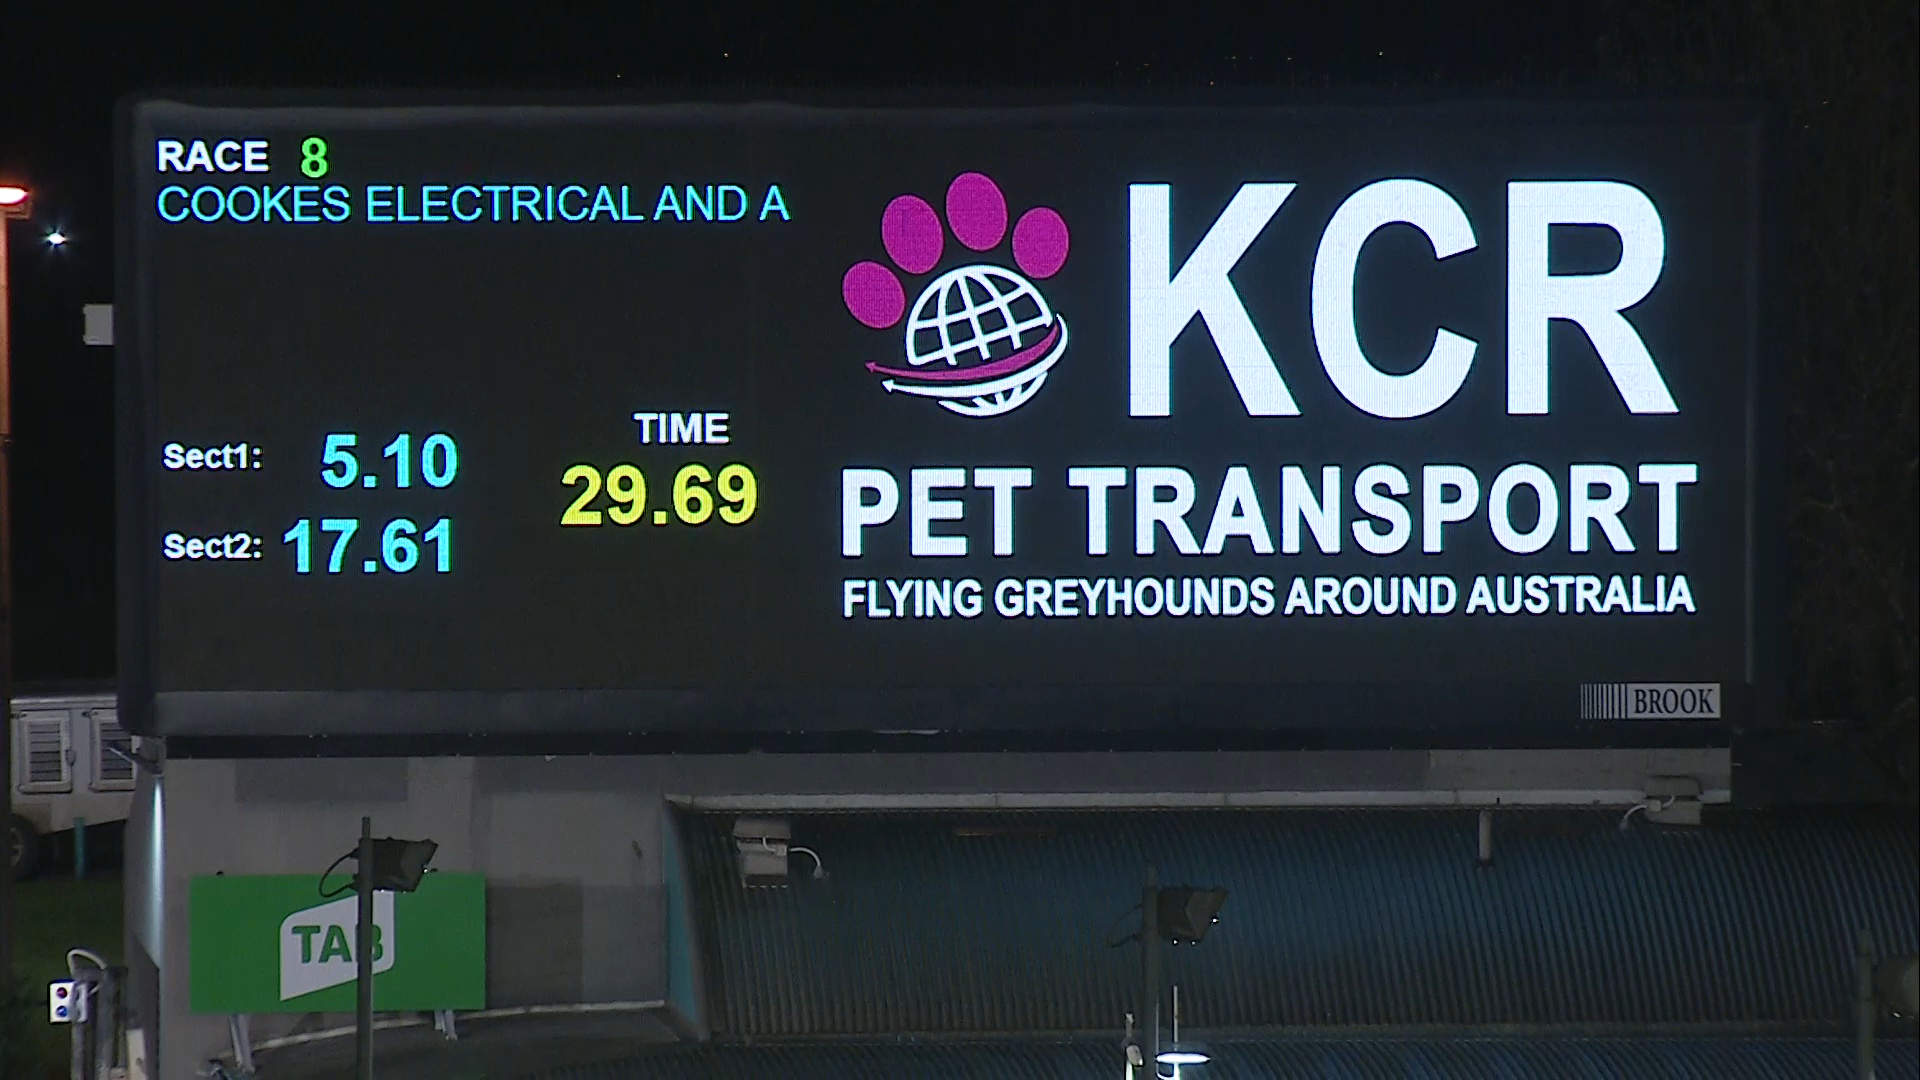 RACE 8
COOKES ELECTRICAL AND A
Sect1: 5.10
Sect2: 17.61
TIME
29.69
KCR
PET TRANSPORT
FLYING GREYHOUNDS AROUND AUSTRALIA
BROOK
TAB